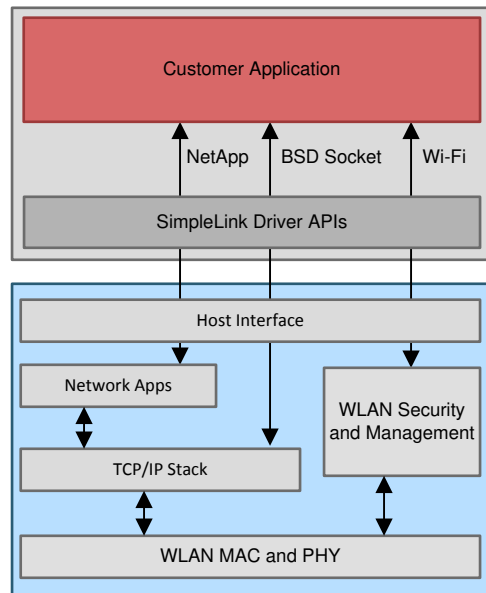 Customer Application
NetApp
BSD Socket
Wi-Fi
SimpleLink Driver APIs
Host Interface
Network Apps
WLAN Security
and Management
TCP/IP Stack
WLAN MAC and PHY